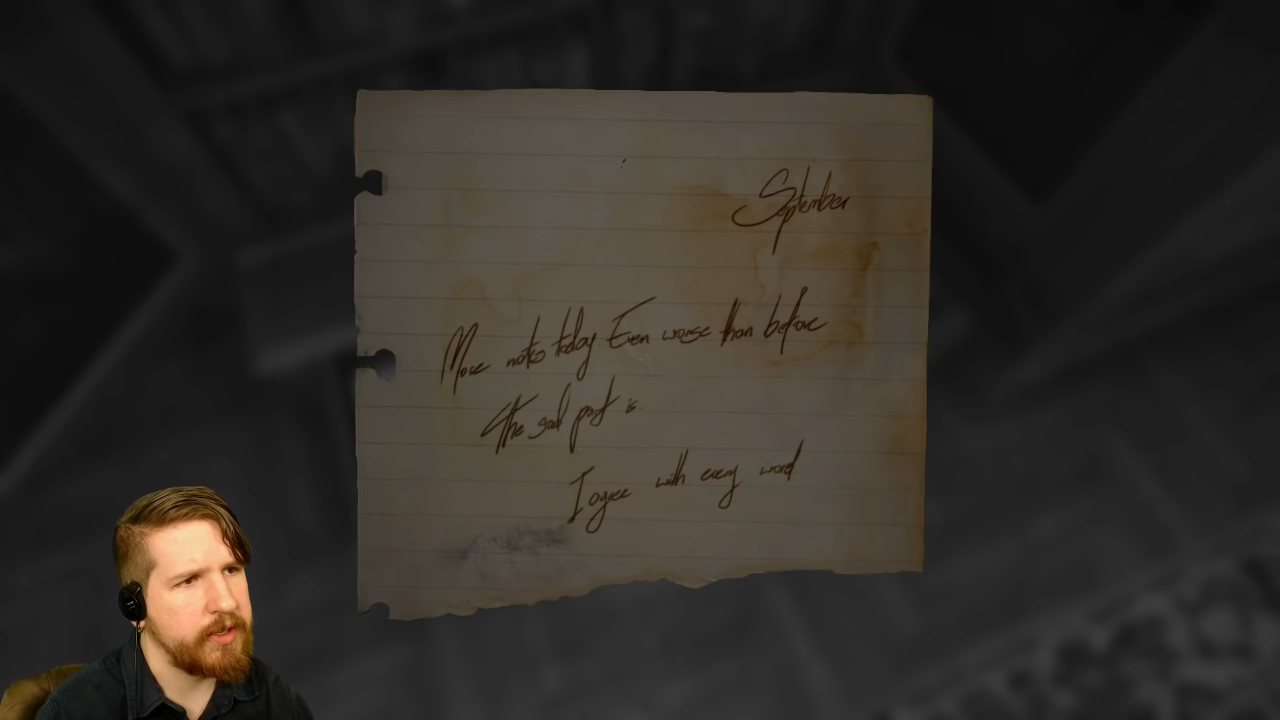 September
More notes today Even worse than before
The sad part is
I agree with every word